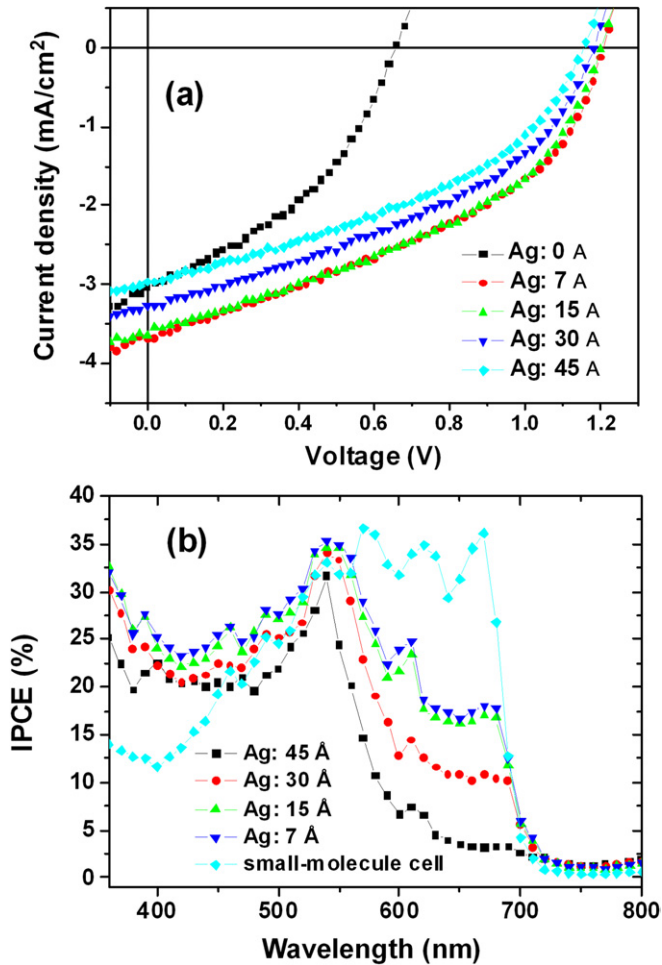 (a)
Current density (mA/cm²)
0
-1
-2
-3
-4
Ag: 0 A
Ag: 7 A
Ag: 15 A
Ag: 30 A
Ag: 45 A
0.0 0.2 0.4 0.6 0.8 1.0 1.2
Voltage (V)
(b)
IPCE (%)
40
35
30
25
20
15
10
5
0
Ag: 45 Å
Ag: 30 Å
Ag: 15 Å
Ag: 7 Å
small-molecule cell
400 500 600 700 800
Wavelength (nm)